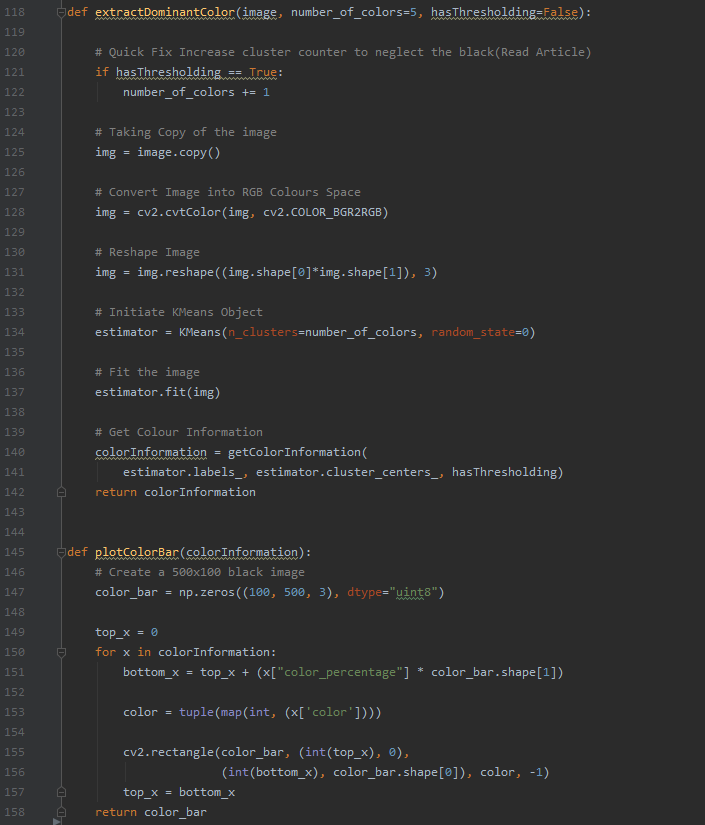 118 def extractDominantColor(image, number_of_colors=5, hasThresholding=False):
119
120     # Quick Fix Increase cluster counter to neglect the black(Read Article)
121     if hasThresholding == True:
122         number_of_colors += 1
123
124     # Taking Copy of the image
125     img = image.copy()
126
127     # Convert Image into RGB Colours Space
128     img = cv2.cvtColor(img, cv2.COLOR_BGR2RGB)
129
130     # Reshape Image
131     img = img.reshape((img.shape[0]*img.shape[1]), 3)
132
133     # Initiate KMeans Object
134     estimator = KMeans(n_clusters=number_of_colors, random_state=0)
135
136     # Fit the image
137     estimator.fit(img)
138
139     # Get Colour Information
140     colorInformation = getColorInformation(
141         estimator.labels_, estimator.cluster_centers_, hasThresholding)
142     return colorInformation
143
144
145 def plotColorBar(colorInformation):
146     # Create a 500x100 black image
147     color_bar = np.zeros((100, 500, 3), dtype="uint8")
148
149     top_x = 0
150     for x in colorInformation:
151         bottom_x = top_x + (x["color_percentage"] * color_bar.shape[1])
152
153         color = tuple(map(int, (x['color'])))
154
155         cv2.rectangle(color_bar, (int(top_x), 0),
156                       (int(bottom_x), color_bar.shape[0]), color, -1)
157         top_x = bottom_x
158     return color_bar